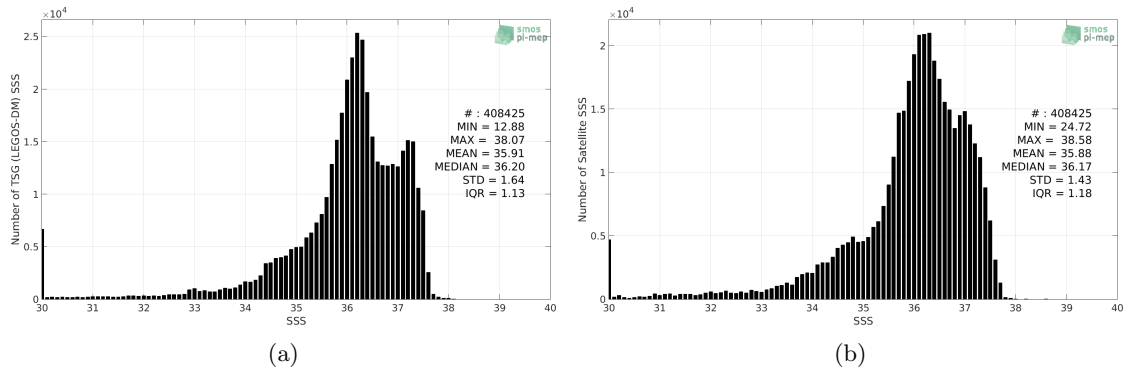 ×10⁴
2.5
2
1.5
1
0.5
0
30 31 32 33 34 35 36 37 38 39 40
SSS
Number of TSG (LEGOS-DM) SSS
smos
pi-mep
# : 408425
MIN = 12.88
MAX = 38.07
MEAN = 35.91
MEDIAN = 36.20
STD = 1.64
IQR = 1.13
(a)
×10⁴
2
1.5
1
0.5
0
30 31 32 33 34 35 36 37 38 39 40
SSS
Number of Satellite SSS
smos
pi-mep
# : 408425
MIN = 24.72
MAX = 38.58
MEAN = 35.88
MEDIAN = 36.17
STD = 1.43
IQR = 1.18
(b)